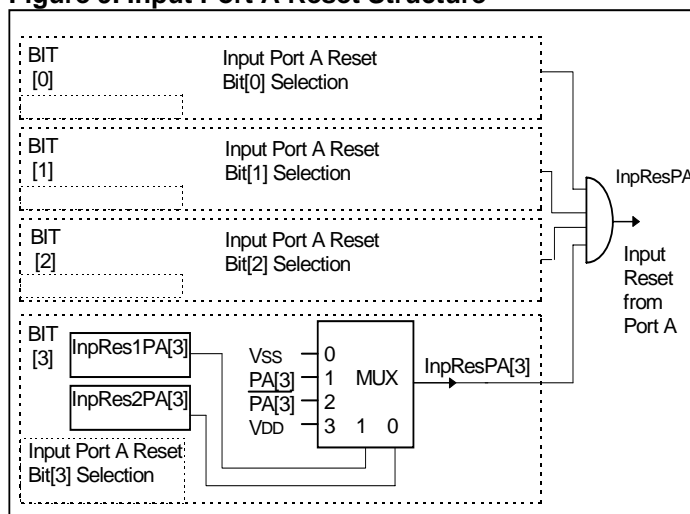 Figure 9. Input Port A Reset Structure
BIT
[0]
Input Port A Reset
Bit[0] Selection
BIT
[1]
Input Port A Reset
Bit[1] Selection
BIT
[2]
Input Port A Reset
Bit[2] Selection
InpResPA
Input
Reset
from
Port A
BIT
[3]
InpRes1PA[3]
InpRes2PA[3]
VSS
PA[3]
PA[3]
VDD
0
1
2
3
MUX
1 0
InpResPA[3]
Input Port A Reset
Bit[3] Selection